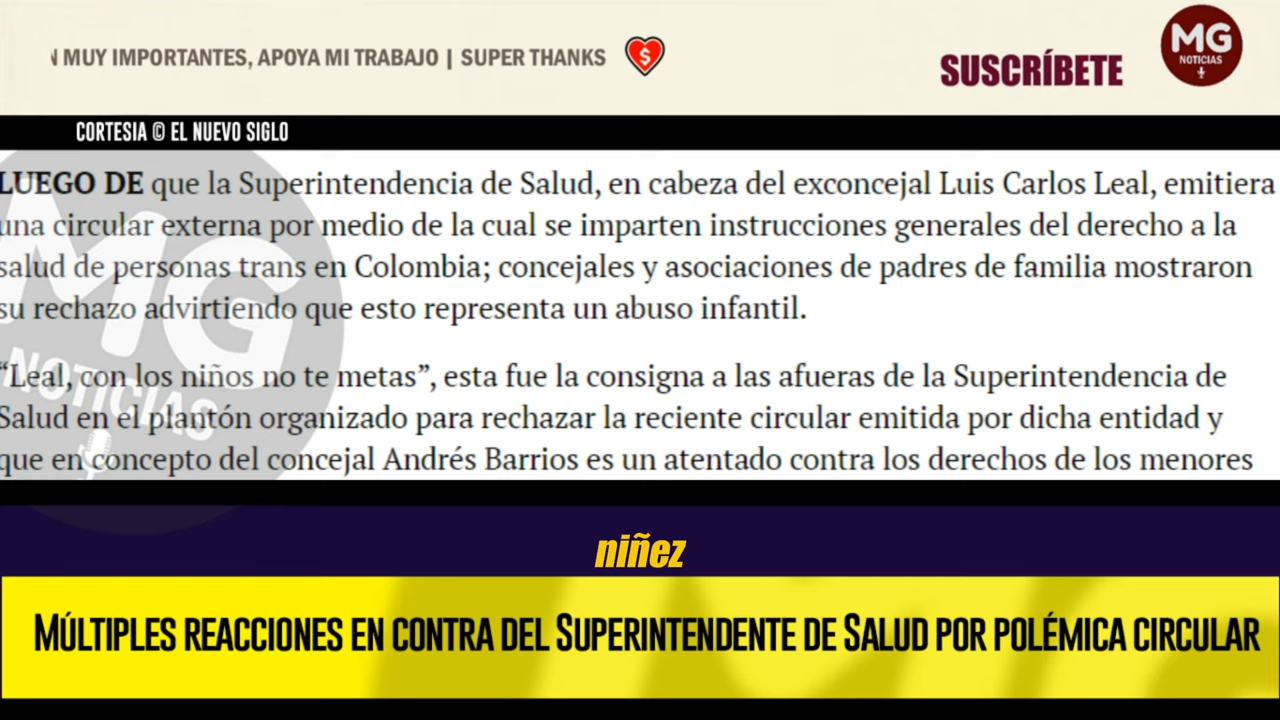 MUY IMPORTANTES, APOYA MI TRABAJO | SUPER THANKS
SUSCRÍBETE
MG
NOTICIAS
CORTESIA © EL NUEVO SIGLO
LUEGO DE que la Superintendencia de Salud, en cabeza del exconcejal Luis Carlos Leal, emitiera
una circular externa por medio de la cual se imparten instrucciones generales del derecho a la
salud de personas trans en Colombia; concejales y asociaciones de padres de familia mostraron
su rechazo advirtiendo que esto representa un abuso infantil.
“Leal, con los niños no te metas”, esta fue la consigna a las afueras de la Superintendencia de
Salud en el plantón organizado para rechazar la reciente circular emitida por dicha entidad y
que en concepto del concejal Andrés Barrios es un atentado contra los derechos de los menores
MG
NOTICIAS
niñez
MÚLTIPLES REACCIONES EN CONTRA DEL SUPERINTENDENTE DE SALUD POR POLÉMICA CIRCULAR